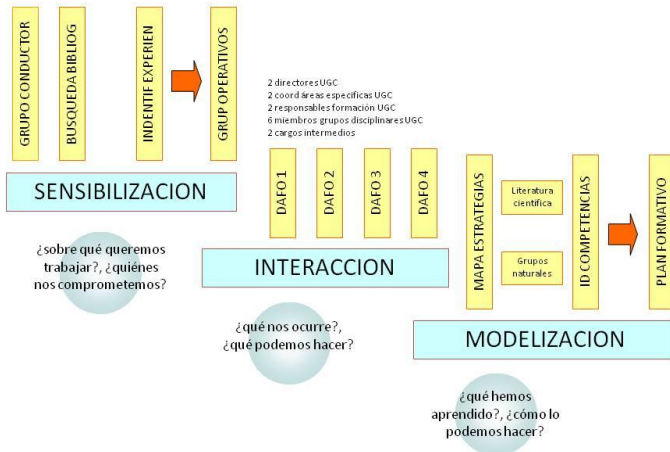 GRUPO CONDUCTOR
BUSQUEDA BIBLIOG
INDENTIF EXPERIEN
GRUP OPERATIVOS
SENSIBILIZACION
¿sobre qué queremos
trabajar?, ¿quiénes
nos comprometemos?
2 directores UGC
2 coord áreas específicas UGC
2 responsables formación UGC
6 miembros grupos disciplinares UGC
2 cargos intermedios
DAFO 1
DAFO 2
DAFO 3
DAFO 4
INTERACCION
¿qué nos ocurre?,
¿qué podemos hacer?
MAPA ESTRATEGIAS
Literatura
científica
Grupos
naturales
ID COMPETENCIAS
PLAN FORMATIVO
MODELIZACION
¿qué hemos
aprendido?, ¿cómo lo
podemos hacer?